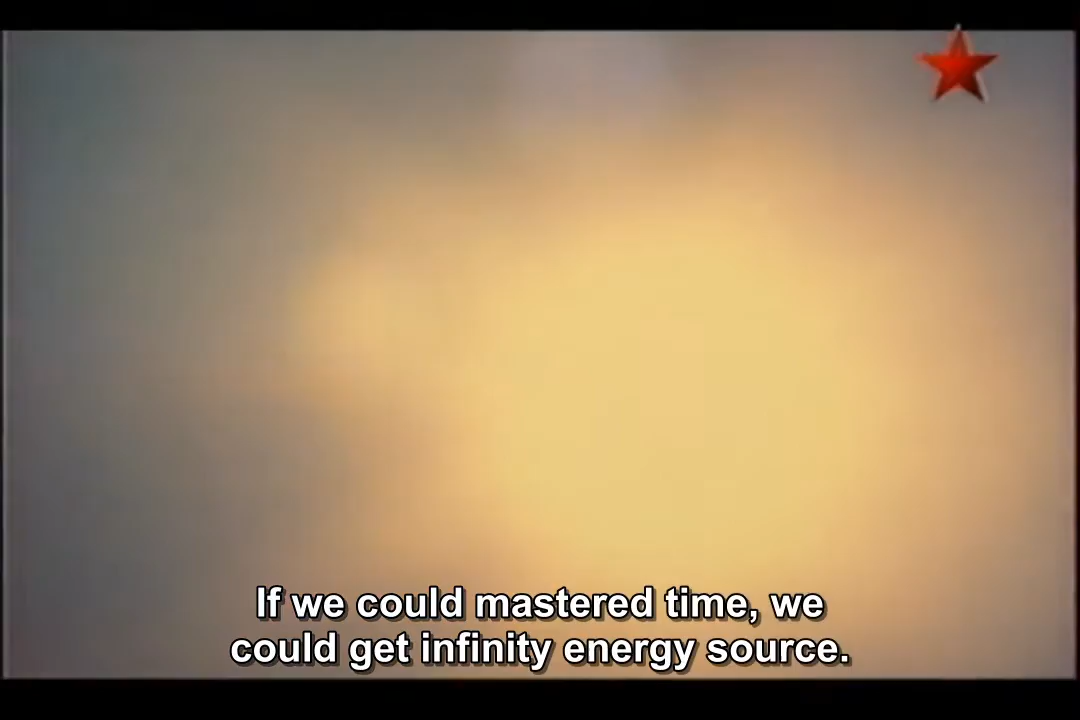 If we could mastered time, we
could get infinity energy source.